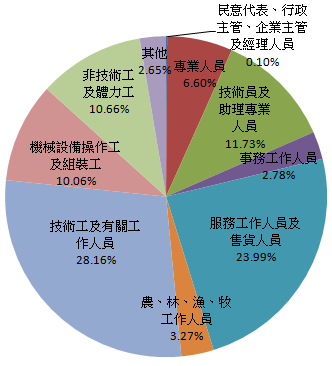 民意代表、行政
主管、企業主管
及經理人員
0.10%
專業人員
6.60%
技術員及
助理專業
人員
11.73%
事務工作人員
2.78%
服務工作人員及
售貨人員
23.99%
農、林、漁、牧
工作人員
3.27%
技術工及有關工
作人員
28.16%
機械設備操作工
及組裝工
10.06%
非技術工
及體力工
10.66%
其他
2.65%